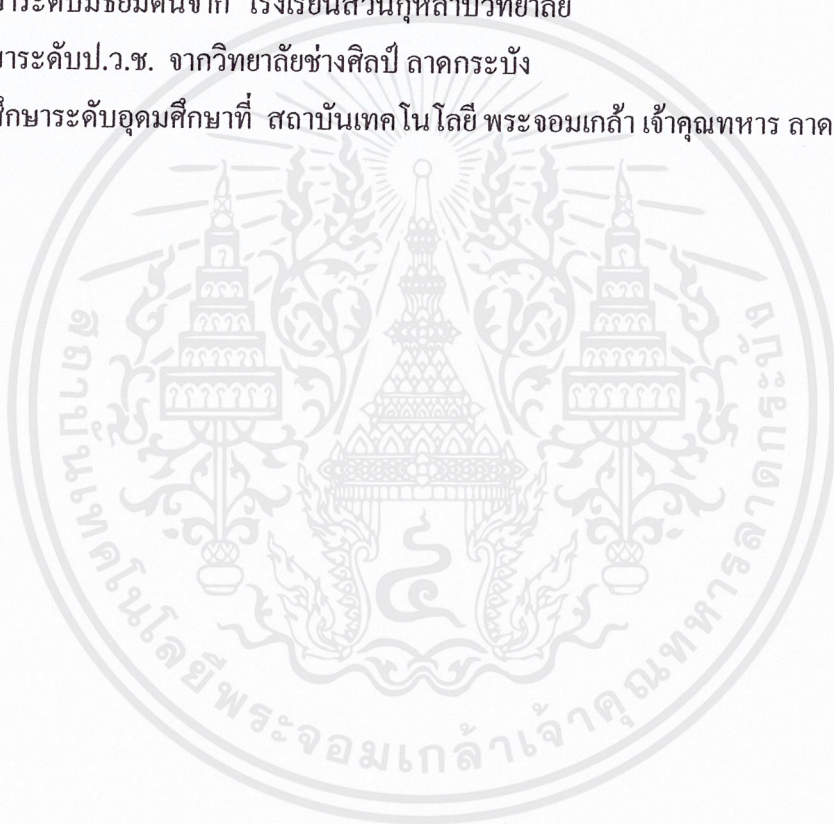 าระดับมัธยมต้นจาก โรงเรียนสวนกุหลาบวิทยาลัย
าระดับป.ว.ช. จากวิทยาลัยช่างศิลป์ ลาดกระบัง
ศึกษาระดับอุดมศึกษาที่ สถาบันเทคโนโลยี พระจอมเกล้า เจ้าคุณทหาร ลาด
สถาบันเทคโนโลยีพระจอมเกล้าเจ้าคุณทหารลาดกระบัง